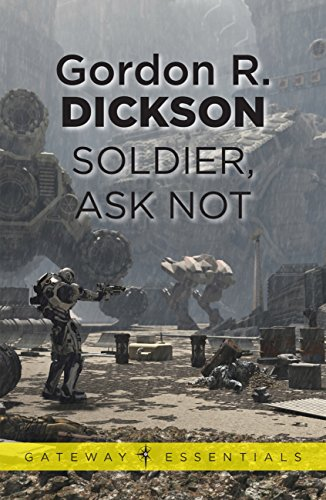 Gordon R.
DICKSON
SOLDIER,
ASK NOT
GATEWAY ESSENTIALS